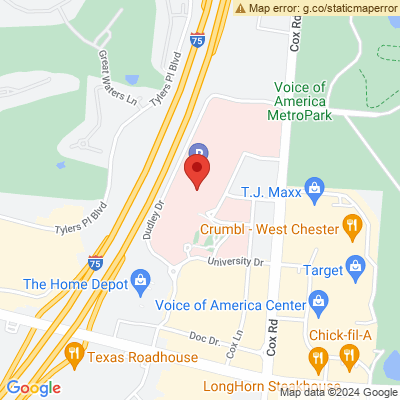 Map error: g.co/staticmaperror
75
Cox Rd
Great Waters Ln
Tylers Pl Blvd
Voice of
America
MetroPark
P
T.J. Maxx
Tylers Pl Blvd
Dudley Dr
Crumbl - West Chester
75
University Dr
Target
The Home Depot
Voice of America Center
Cox Rd
Chick-fil-A
Doc Dr.
Cox Ln
Texas Roadhouse
LongHorn Steakhouse
Google
Map data ©2024 Google